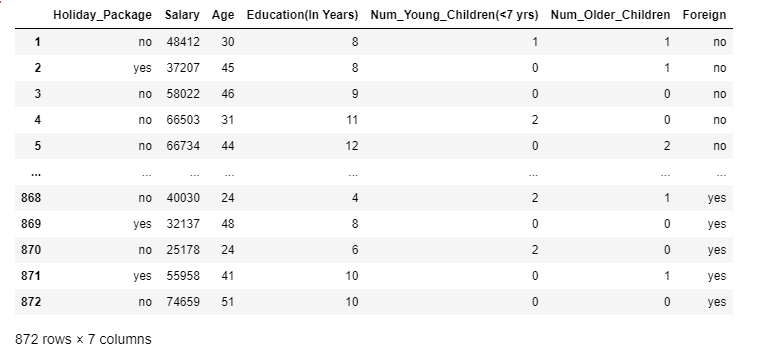 Holiday_Package Salary Age Education(In Years) Num_Young_Children(<7 yrs) Num_Older_Children Foreign
1 no 48412 30 8 1 1 no
2 yes 37207 45 8 0 1 no
3 no 58022 46 9 0 0 no
4 no 66503 31 11 2 0 no
5 no 66734 44 12 0 2 no
... ... ... ... ... ... ... ...
868 no 40030 24 4 2 1 yes
869 yes 32137 48 8 0 0 yes
870 no 25178 24 6 2 0 yes
871 yes 55958 41 10 0 1 yes
872 no 74659 51 10 0 0 yes
872 rows × 7 columns